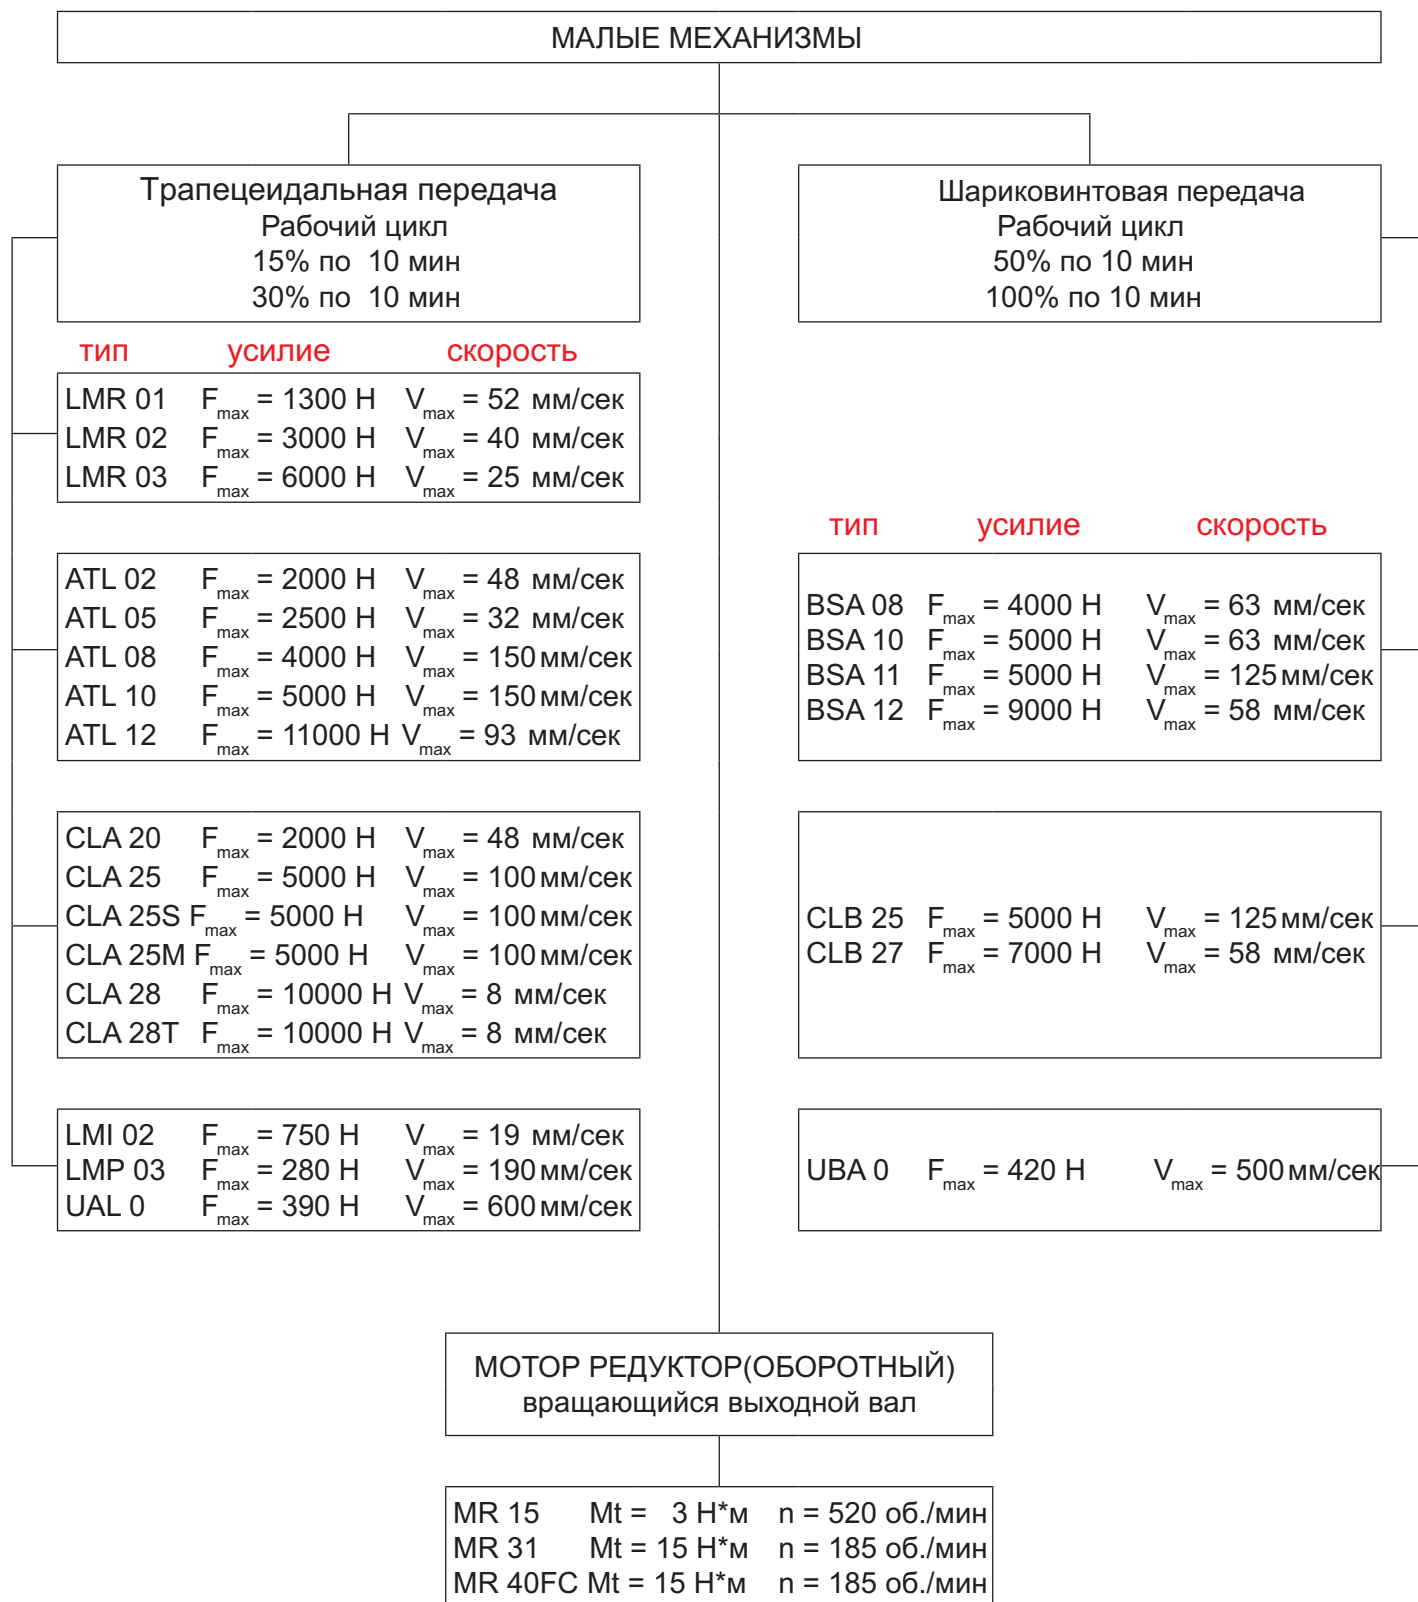 МАЛЫЕ МЕХАНИЗМЫ
Трапецеидальная передача
Рабочий цикл
15% по 10 мин
30% по 10 мин
тип усилие скорость
LMR 01 Fmax = 1300 Н Vmax = 52 мм/сек
LMR 02 Fmax = 3000 Н Vmax = 40 мм/сек
LMR 03 Fmax = 6000 Н Vmax = 25 мм/сек
ATL 02 Fmax = 2000 Н Vmax = 48 мм/сек
ATL 05 Fmax = 2500 Н Vmax = 32 мм/сек
ATL 08 Fmax = 4000 Н Vmax = 150 мм/сек
ATL 10 Fmax = 5000 Н Vmax = 150 мм/сек
ATL 12 Fmax = 11000 Н Vmax = 93 мм/сек
CLA 20 Fmax = 2000 Н Vmax = 48 мм/сек
CLA 25 Fmax = 5000 Н Vmax = 100 мм/сек
CLA 25S Fmax = 5000 Н Vmax = 100 мм/сек
CLA 25M Fmax = 5000 Н Vmax = 100 мм/сек
CLA 28 Fmax = 10000 Н Vmax = 8 мм/сек
CLA 28T Fmax = 10000 Н Vmax = 8 мм/сек
LMI 02 Fmax = 750 Н Vmax = 19 мм/сек
LMP 03 Fmax = 280 Н Vmax = 190 мм/сек
UAL 0 Fmax = 390 Н Vmax = 600 мм/сек
Шариковинтовая передача
Рабочий цикл
50% по 10 мин
100% по 10 мин
тип усилие скорость
BSA 08 Fmax = 4000 Н Vmax = 63 мм/сек
BSA 10 Fmax = 5000 Н Vmax = 63 мм/сек
BSA 11 Fmax = 5000 Н Vmax = 125 мм/сек
BSA 12 Fmax = 9000 Н Vmax = 58 мм/сек
CLB 25 Fmax = 5000 Н Vmax = 125 мм/сек
CLB 27 Fmax = 7000 Н Vmax = 58 мм/сек
UBA 0 Fmax = 420 Н Vmax = 500 мм/сек
МОТОР РЕДУКТОР(ОБОРОТНЫЙ)
вращающийся выходной вал
MR 15 Mt = 3 Н*м n = 520 об./мин
MR 31 Mt = 15 Н*м n = 185 об./мин
MR 40FC Mt = 15 Н*м n = 185 об./мин